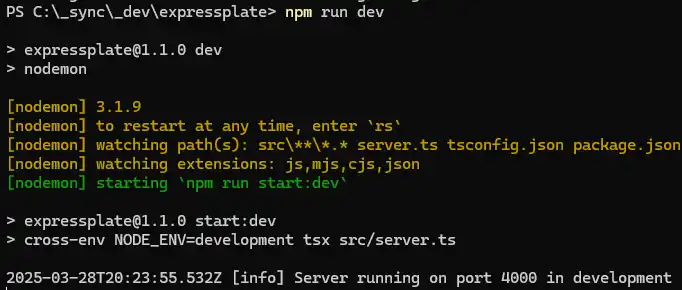 PS C:\_sync\_dev\expressplate> npm run dev
> expressplate@1.1.0 dev
> nodemon
[nodemon] 3.1.9
[nodemon] to restart at any time, enter `rs`
[nodemon] watching path(s): src\**\*.* server.ts tsconfig.json package.json
[nodemon] watching extensions: js,mjs,cjs,json
[nodemon] starting `npm run start:dev`
> expressplate@1.1.0 start:dev
> cross-env NODE_ENV=development tsx src/server.ts
2025-03-28T20:23:55.532Z [info] Server running on port 4000 in development